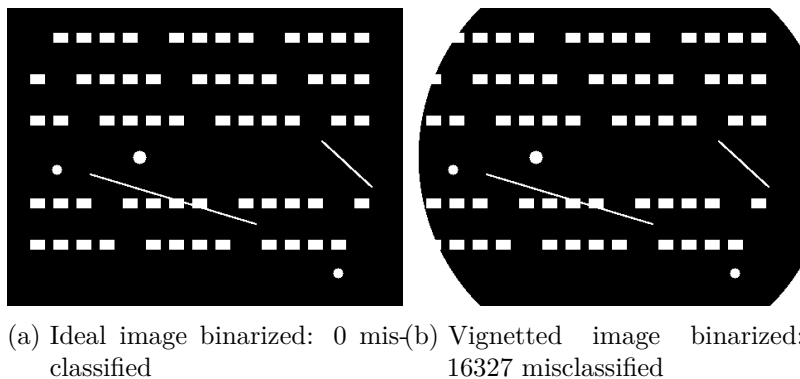 (a) Ideal image binarized: 0 mis-
classified
(b) Vignetted image binarized:
16327 misclassified